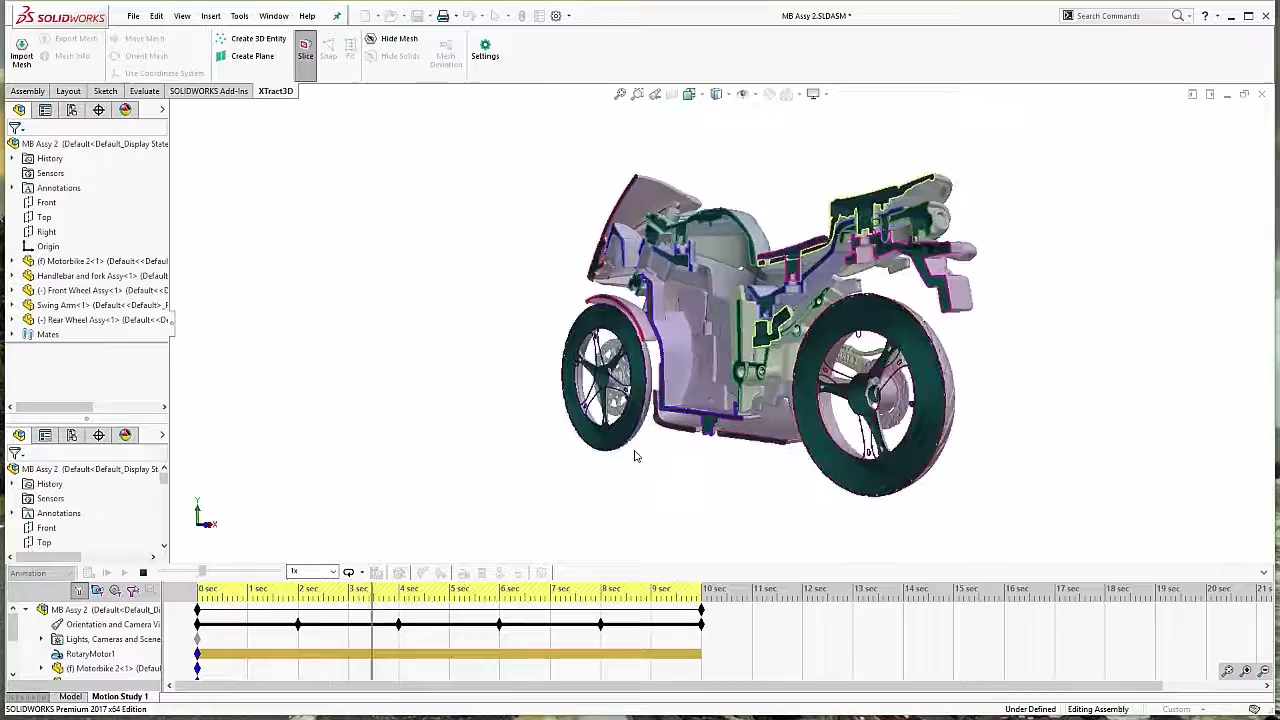 SOLIDWORKS File Edit View Insert Tools Window Help MB Assy 2.SLDASM * Search Commands ?
Import Mesh
Export Mesh
Mesh Info
Move Mesh
Orient Mesh
Use Coordinate System
Create 3D Entity
Create Plane
Slice
Snap
Fit
Hide Mesh
Hide Solids
Mesh Deviation
Settings
Assembly Layout Sketch Evaluate SOLIDWORKS Add-Ins XTract3D
MB Assy 2 (Default<Default_Display State
History
Sensors
Annotations
Front
Top
Right
Origin
(f) Motorbike 2<1> (Default<Default_
Handlebar and fork Assy<1> (Default
(-) Front Wheel Assy<1> (Default<De
Swing Arm<1> (Default<Default>_F
(-) Rear Wheel Assy<1> (Default<<D
Mates
MB Assy 2 (Default<Default_Display St
History
Sensors
Annotations
Front
Top
Y
X
Animation 1x
0 sec 1 sec 2 sec 3 sec 4 sec 5 sec 6 sec 7 sec 8 sec 9 sec 10 sec 11 sec 12 sec 13 sec 14 sec 15 sec 16 sec 17 sec 18 sec 19 sec 20 sec 21 s
MB Assy 2 (Default<Default_Di
Orientation and Camera Vi
Lights, Cameras and Scene
RotaryMotor1
(f) Motorbike 2<1> (Defau
Model Motion Study 1
SOLIDWORKS Premium 2017 x64 Edition Under Defined Editing Assembly Custom